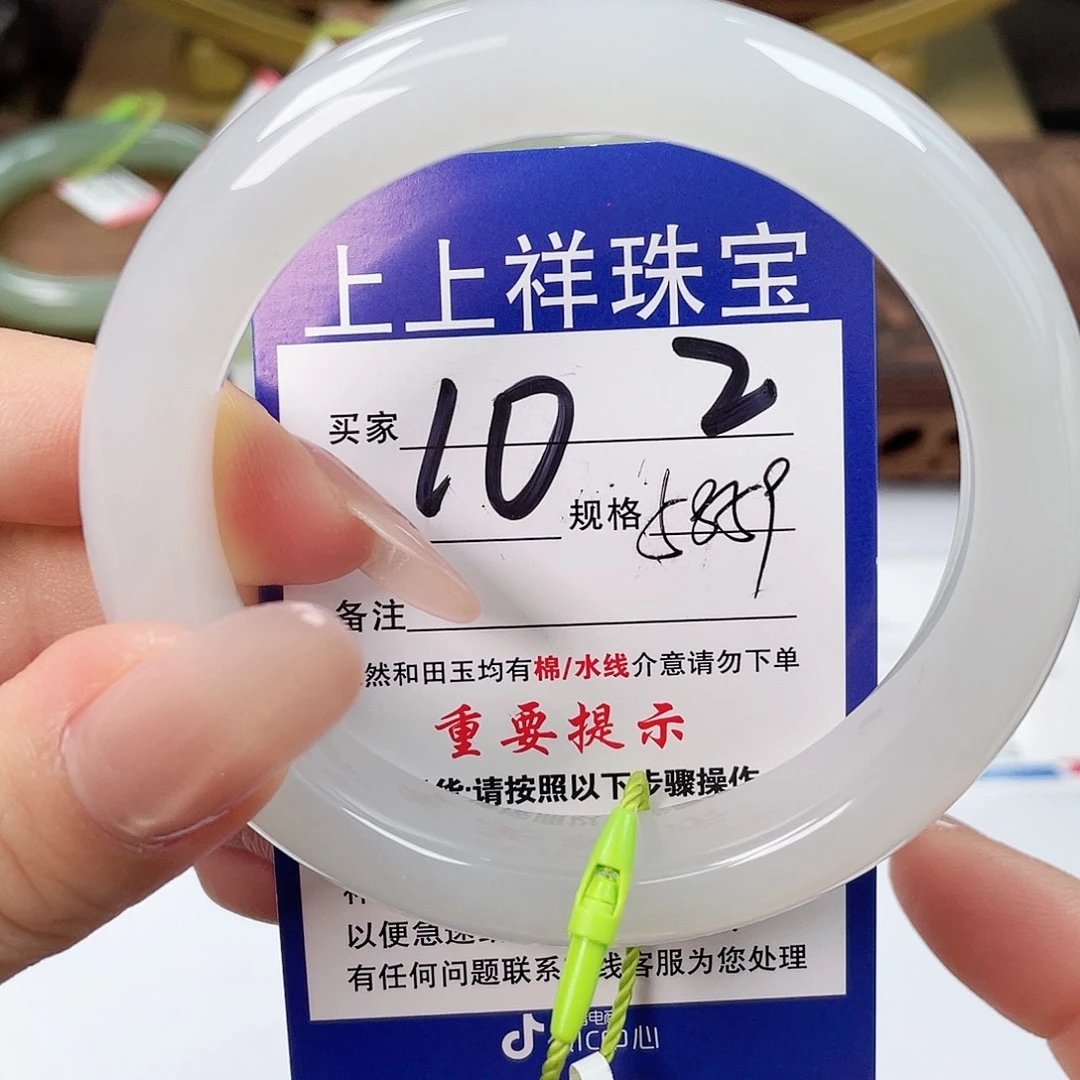 上上祥珠宝
买家 10 2
规格 5859
备注
然和田玉均有棉/水线介意请勿下单
重要提示
货:请按照以下步骤操作
以便急速
有任何问题联系 线客服为您处理